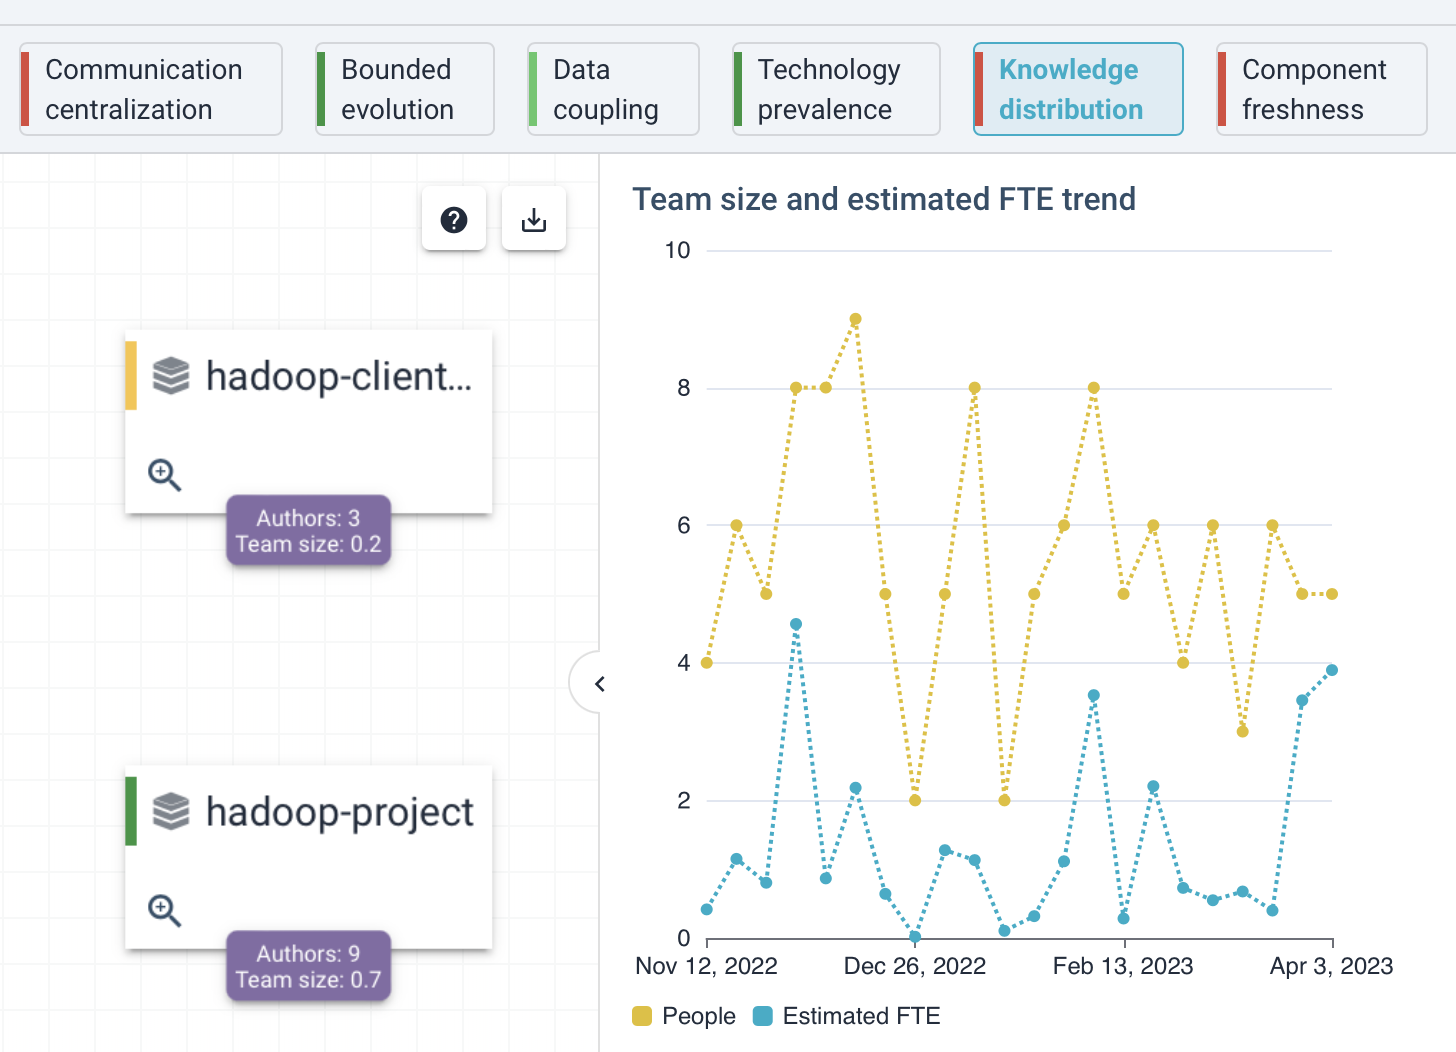 Communication
centralization
Bounded
evolution
Data
coupling
Technology
prevalence
Knowledge
distribution
Component
freshness
hadoop-client...
Authors: 3
Team size: 0.2
hadoop-project
Authors: 9
Team size: 0.7
Team size and estimated FTE trend
10
8
6
4
2
0
Nov 12, 2022
Dec 26, 2022
Feb 13, 2023
Apr 3, 2023
People
Estimated FTE